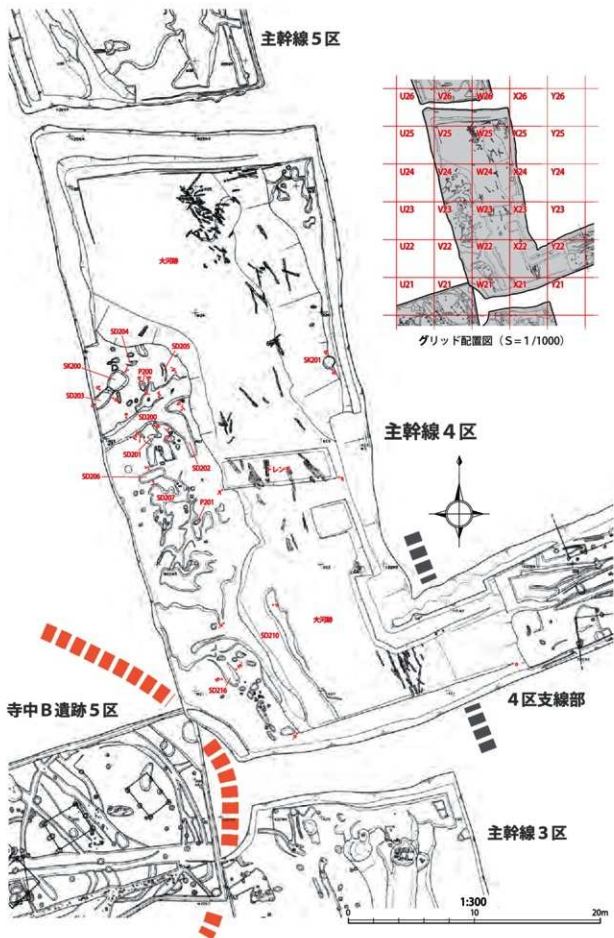 主幹線5区
U26 V26 W26 X26 Y26
U25 V25 W25 X25 Y25
U24 V24 W24 X24 Y24
U23 V23 W23 X23 Y23
U22 V22 W22 X22 Y22
U21 V21 W21 X21 Y21
グリッド配置図(S=1/1000)
大河跡
SD204
SD205
SK200
P200
SK201
SD203
SD200
主幹線4区
SD201
SD202
トレンチ
SD206
SD207
P201
大河跡
SD210
SD216
4区支線部
寺中B遺跡5区
主幹線3区
1:300
0 10 20m